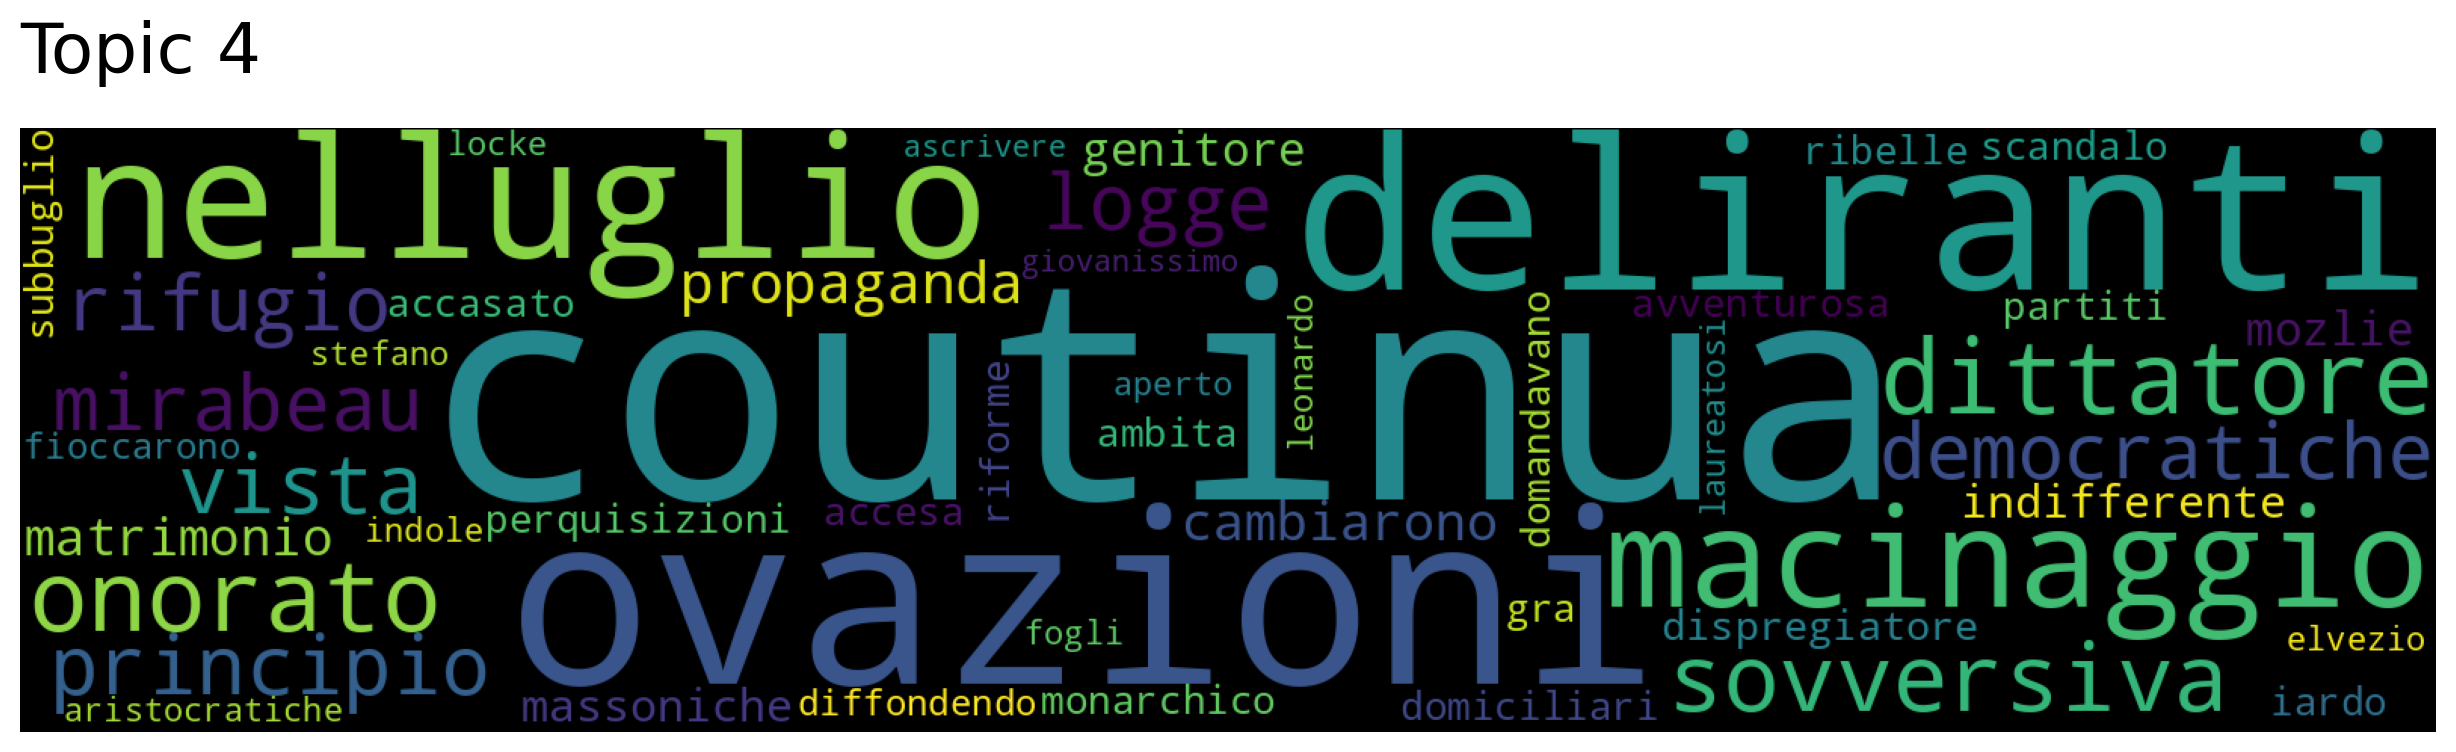 Topic 4
subbuglio
nelluglio
locke
ascrivere
genitore
logge
deliranti
ribelle
scandalo
rifugio
accasato
propaganda
giovanissimo
avventurosa
partiti
mozlie
stefano
mirabeau
coutinua
riforme
aperto
ambita
leonardo
domandavano
laureatosi
dittatore
democratiche
fioccarono
vista
matrimonio
indole
perquisizioni
accesa
cambiarono
indifferente
onorato
ovazioni
macinaggio
gra
fogli
dispregiatore
elvezio
principio
sovversiva
aristocratiche
massoniche
diffondendo
monarchico
domiciliari
iardo